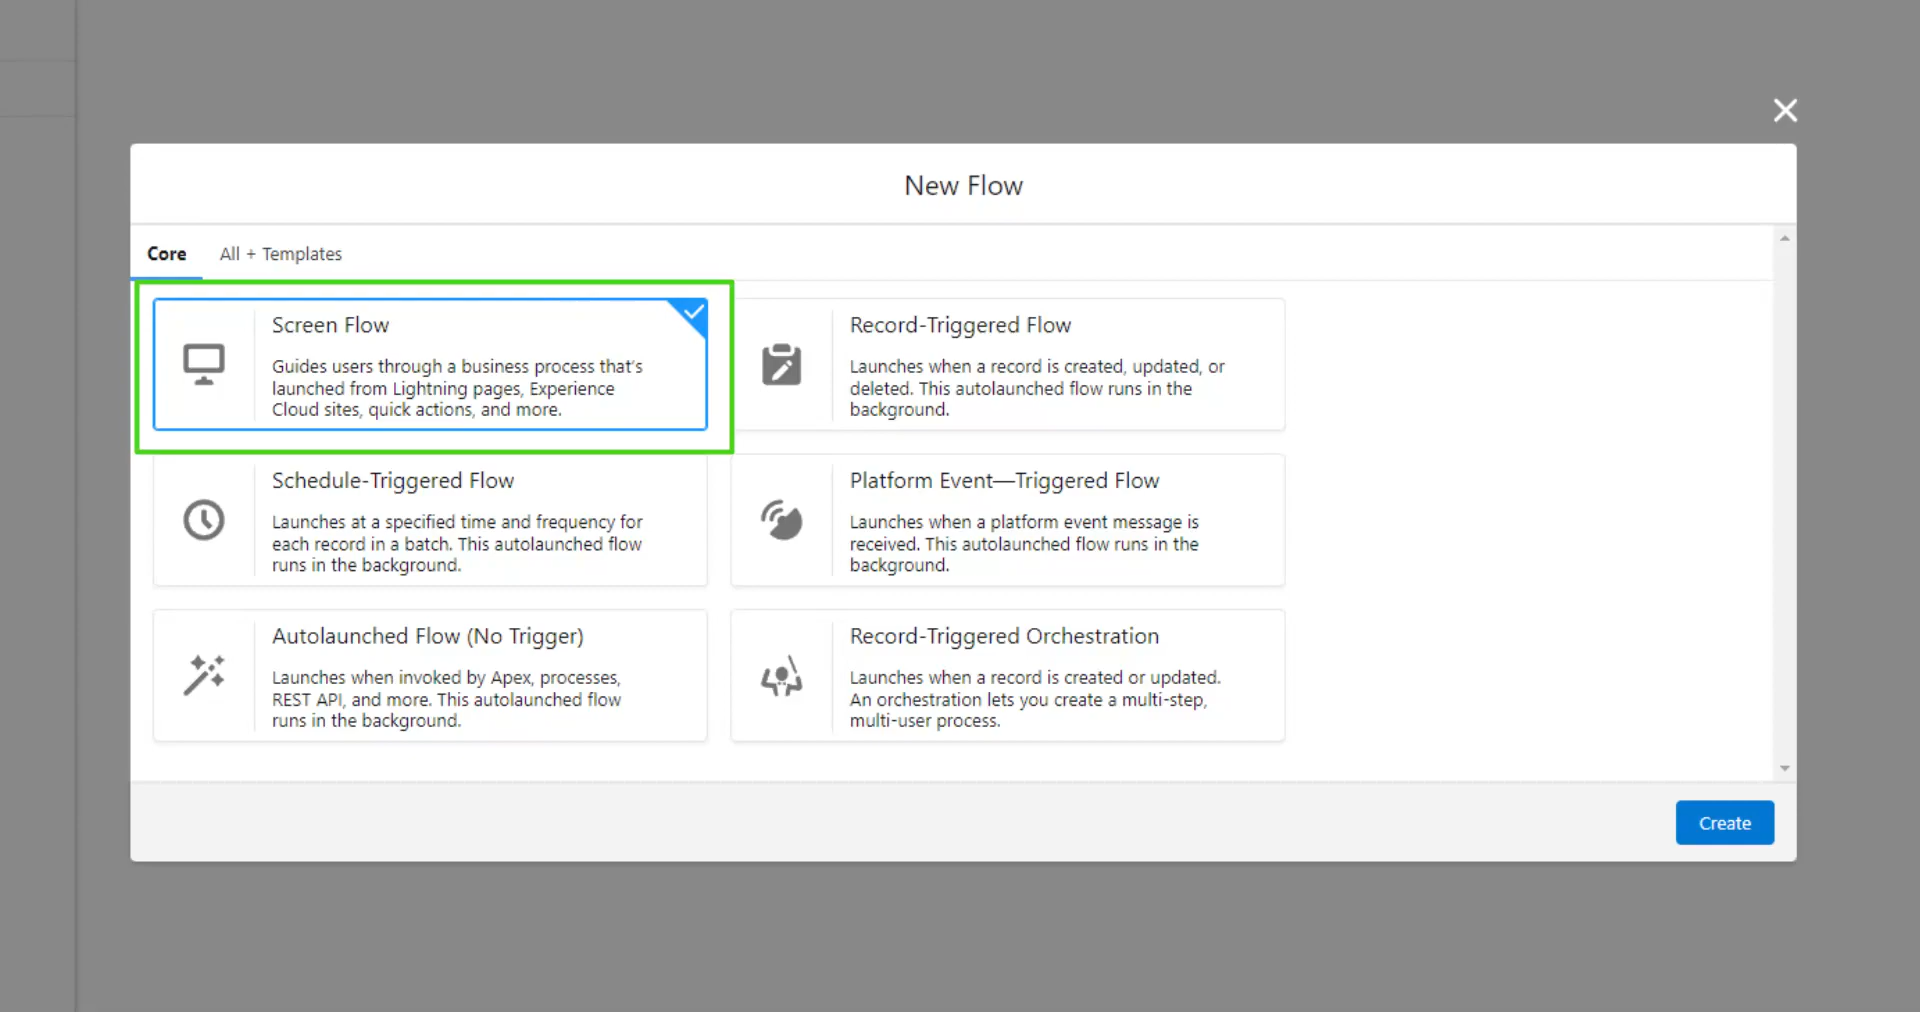 New Flow
Core
All + Templates
Screen Flow
Guides users through a business process that's
launched from Lightning pages, Experience
Cloud sites, quick actions, and more.
Record-Triggered Flow
Launches when a record is created, updated, or
deleted. This autolaunched flow runs in the
background.
Schedule-Triggered Flow
Launches at a specified time and frequency for
each record in a batch. This autolaunched flow
runs in the background.
Platform Event—Triggered Flow
Launches when a platform event message is
received. This autolaunched flow runs in the
background.
Autolaunched Flow (No Trigger)
Launches when invoked by Apex, processes,
REST API, and more. This autolaunched flow
runs in the background.
Record-Triggered Orchestration
Launches when a record is created or updated.
An orchestration lets you create a multi-step,
multi-user process.
Create